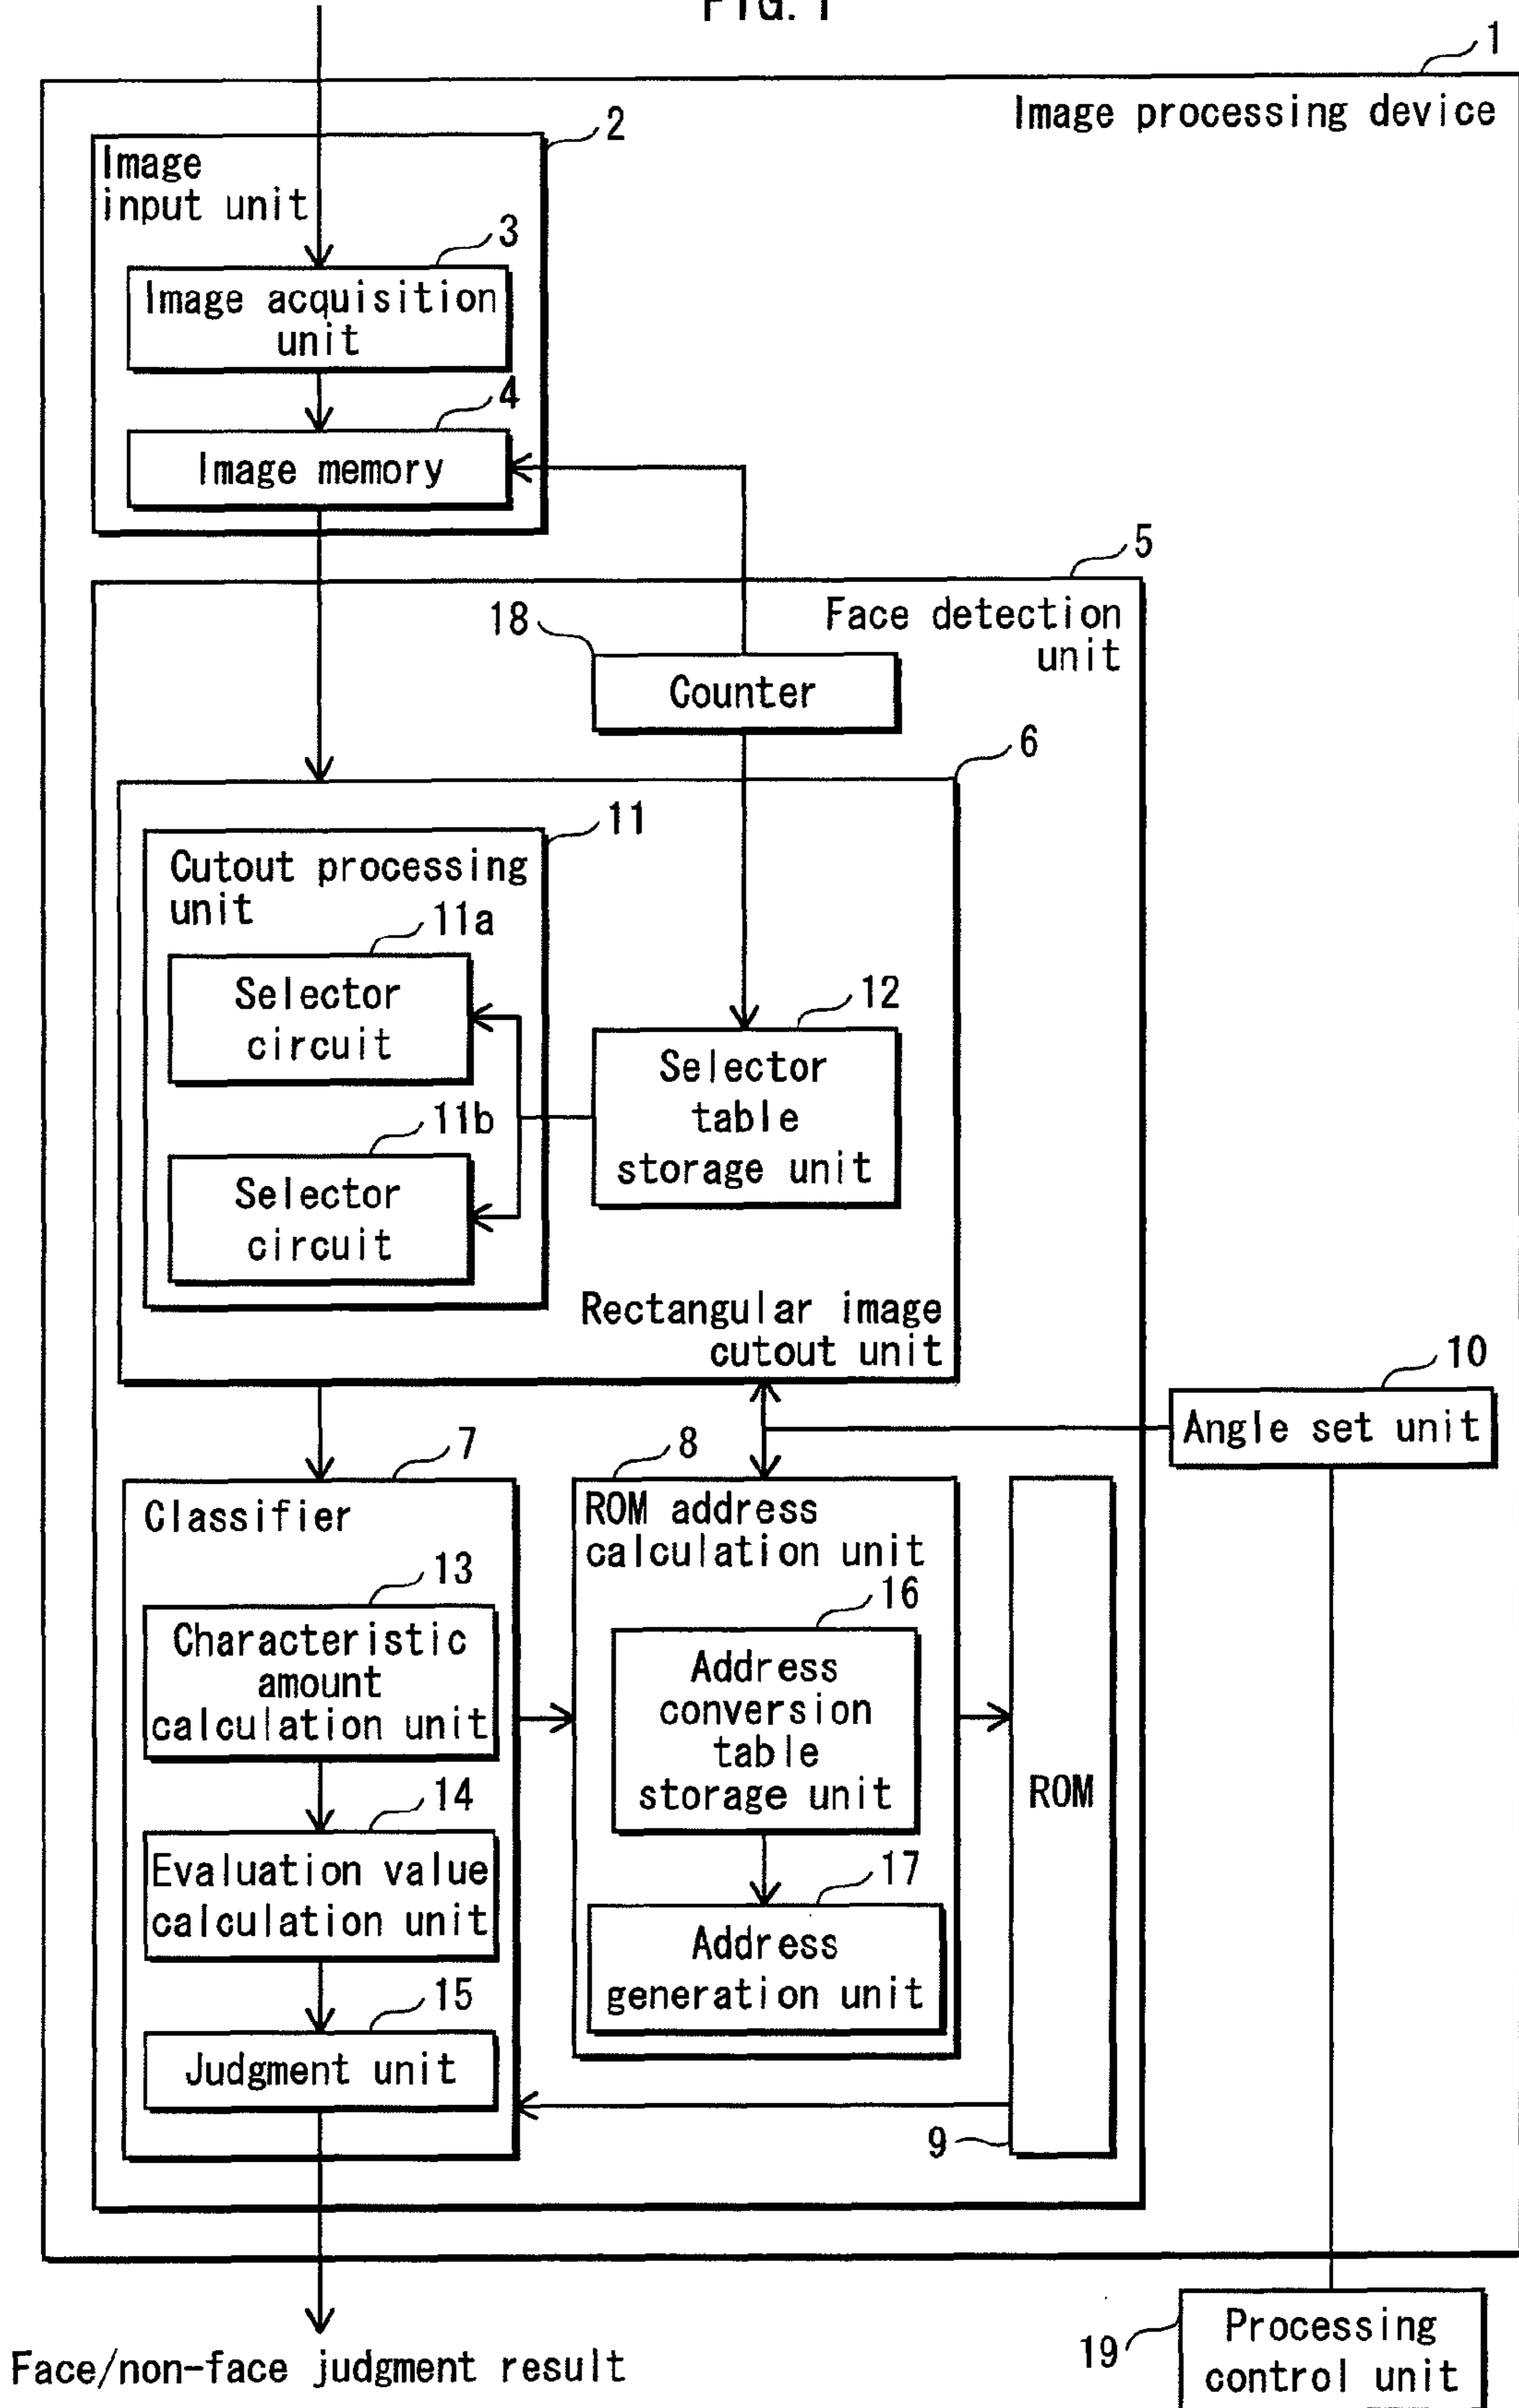 FIG. 1
1
Image processing device
2
Image
input unit
3
Image acquisition
unit
4
Image memory
5
Face detection
unit
18
Counter
6
11
Cutout processing
unit
11a
Selector
circuit
12
Selector
table
storage unit
11b
Selector
circuit
Rectangular image
cutout unit
10
Angle set unit
7
Classifier
8
ROM address
calculation unit
13
Characteristic
amount
calculation unit
16
Address
conversion
table
storage unit
ROM
14
Evaluation value
calculation unit
17
Address
generation unit
15
Judgment unit
9
19
Processing
control unit
Face/non-face judgment result